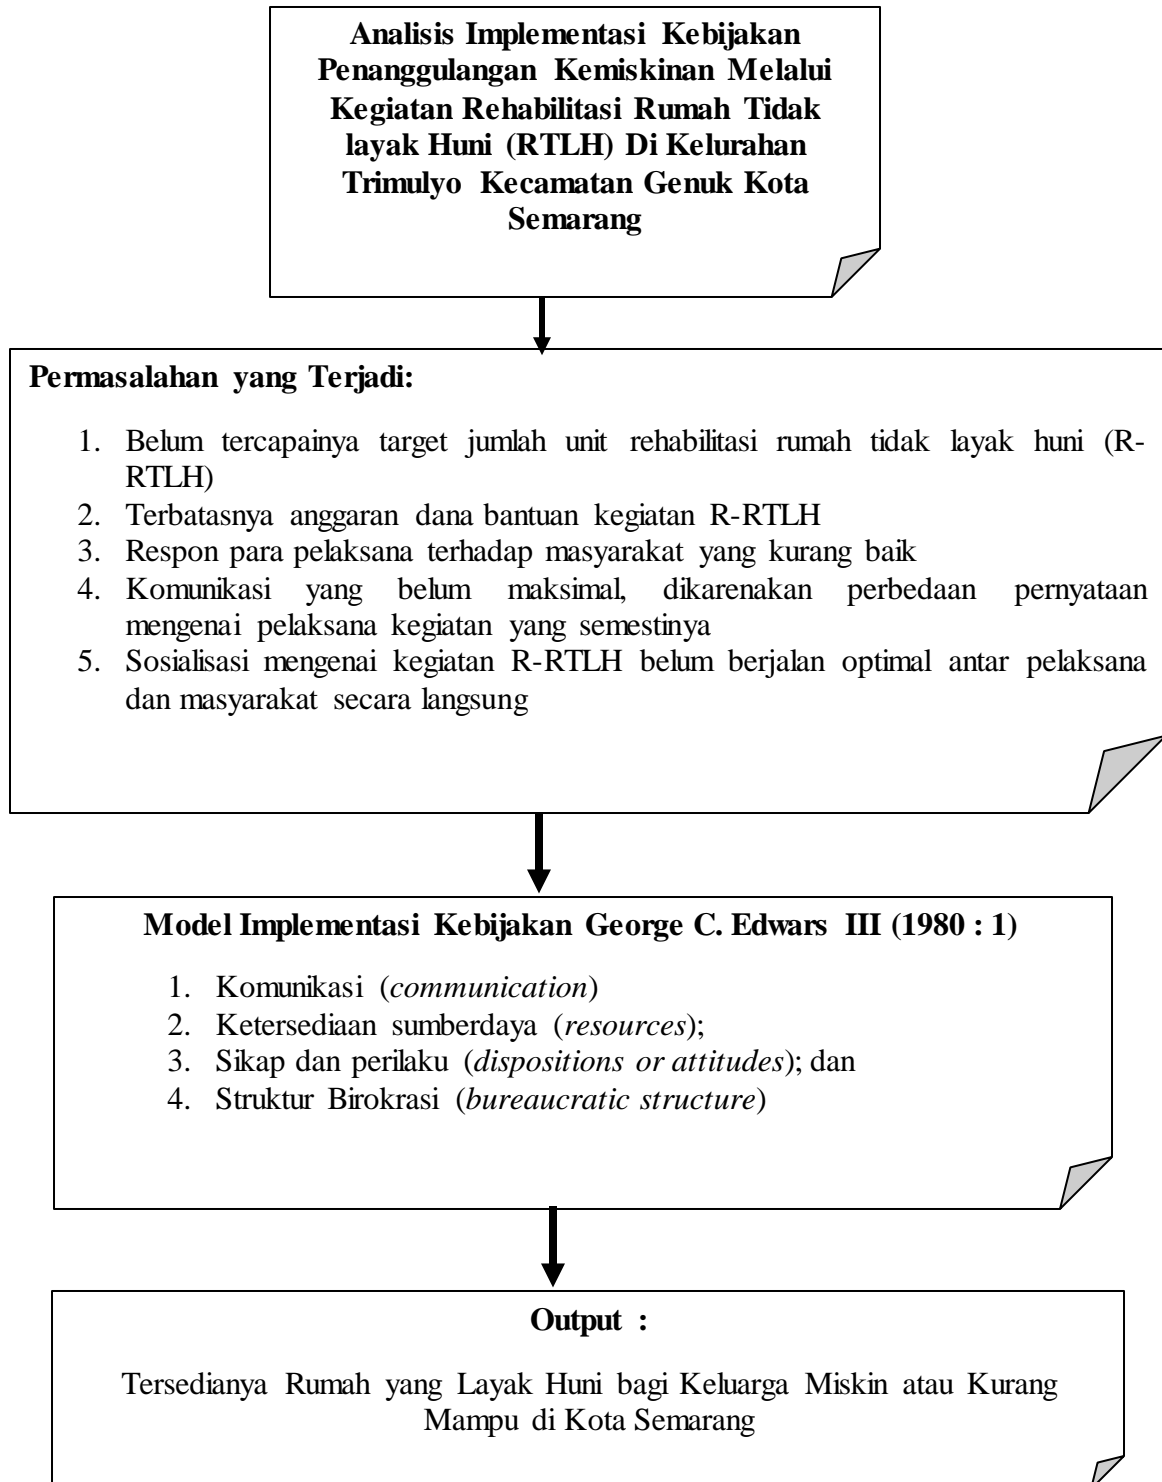 Analisis Implementasi Kebijakan
Penanggulangan Kemiskinan Melalui
Kegiatan Rehabilitasi Rumah Tidak
layak Huni (RTLH) Di Kelurahan
Trimulyo Kecamatan Genuk Kota
Semarang
Permasalahan yang Terjadi:
1. Belum tercapainya target jumlah unit rehabilitasi rumah tidak layak huni (R-
RTLH)
2. Terbatasnya anggaran dana bantuan kegiatan R-RTLH
3. Respon para pelaksana terhadap masyarakat yang kurang baik
4. Komunikasi yang belum maksimal, dikarenakan perbedaan pernyataan
mengenai pelaksana kegiatan yang semestinya
5. Sosialisasi mengenai kegiatan R-RTLH belum berjalan optimal antar pelaksana
dan masyarakat secara langsung
Model Implementasi Kebijakan George C. Edwars III (1980 : 1)
1. Komunikasi (communication)
2. Ketersediaan sumberdaya (resources);
3. Sikap dan perilaku (dispositions or attitudes); dan
4. Struktur Birokrasi (bureaucratic structure)
Output :
Tersedianya Rumah yang Layak Huni bagi Keluarga Miskin atau Kurang
Mampu di Kota Semarang